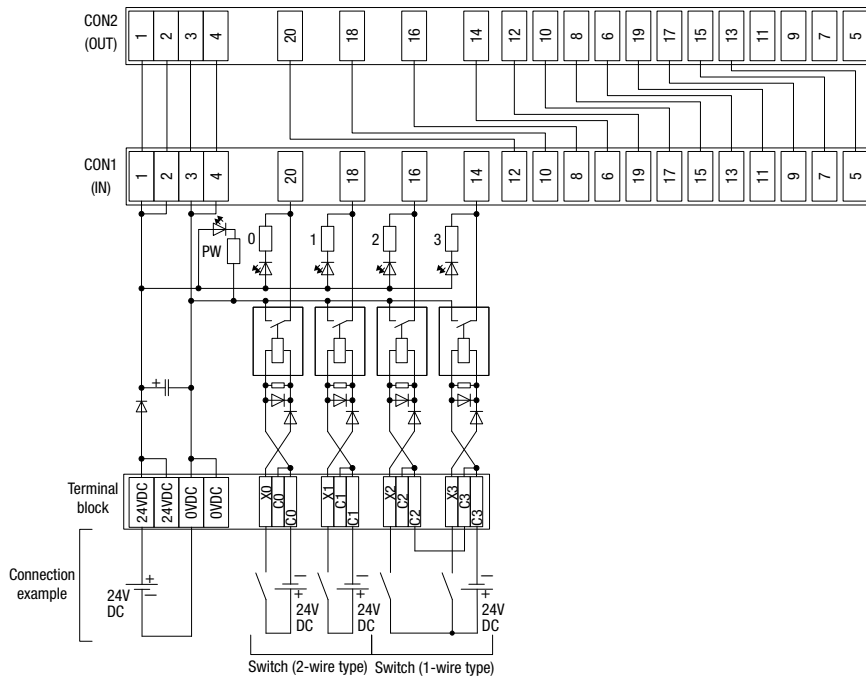 CON2
(OUT)
1 2 3 4 20 18 16 14 12 10 8 6 19 17 15 13 11 9 7 5
CON1
(IN)
1 2 3 4 20 18 16 14 12 10 8 6 19 17 15 13 11 9 7 5
PW
0 1 2 3
+
Terminal
block
24VDC 24VDC 0VDC 0VDC X0 C0 C0 X1 C1 C1 X2 C2 C2 X3 C3 C3
Connection
example
+
−
24V
DC
−
+
24V
DC
−
+
24V
DC
−
+
24V
DC
Switch (2-wire type) Switch (1-wire type)